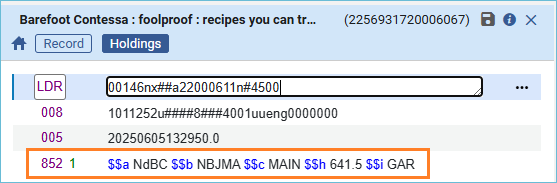 Barefoot Contessa : foolproof : recipes you can tr... (2256931720006067)
Record Holdings
LDR 00146nx##a22000611n#4500 ...
008 1011252u####8###4001uueng0000000
005 20250605132950.0
852 1 $$a NdBC $$b NBJMA $$c MAIN $$h 641.5 $$i GAR